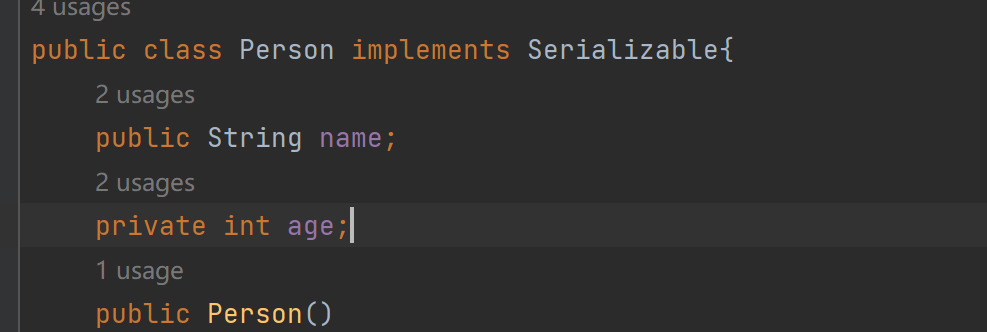 4 usages
public class Person implements Serializable{
2 usages
public String name;
2 usages
private int age;
1 usage
public Person()